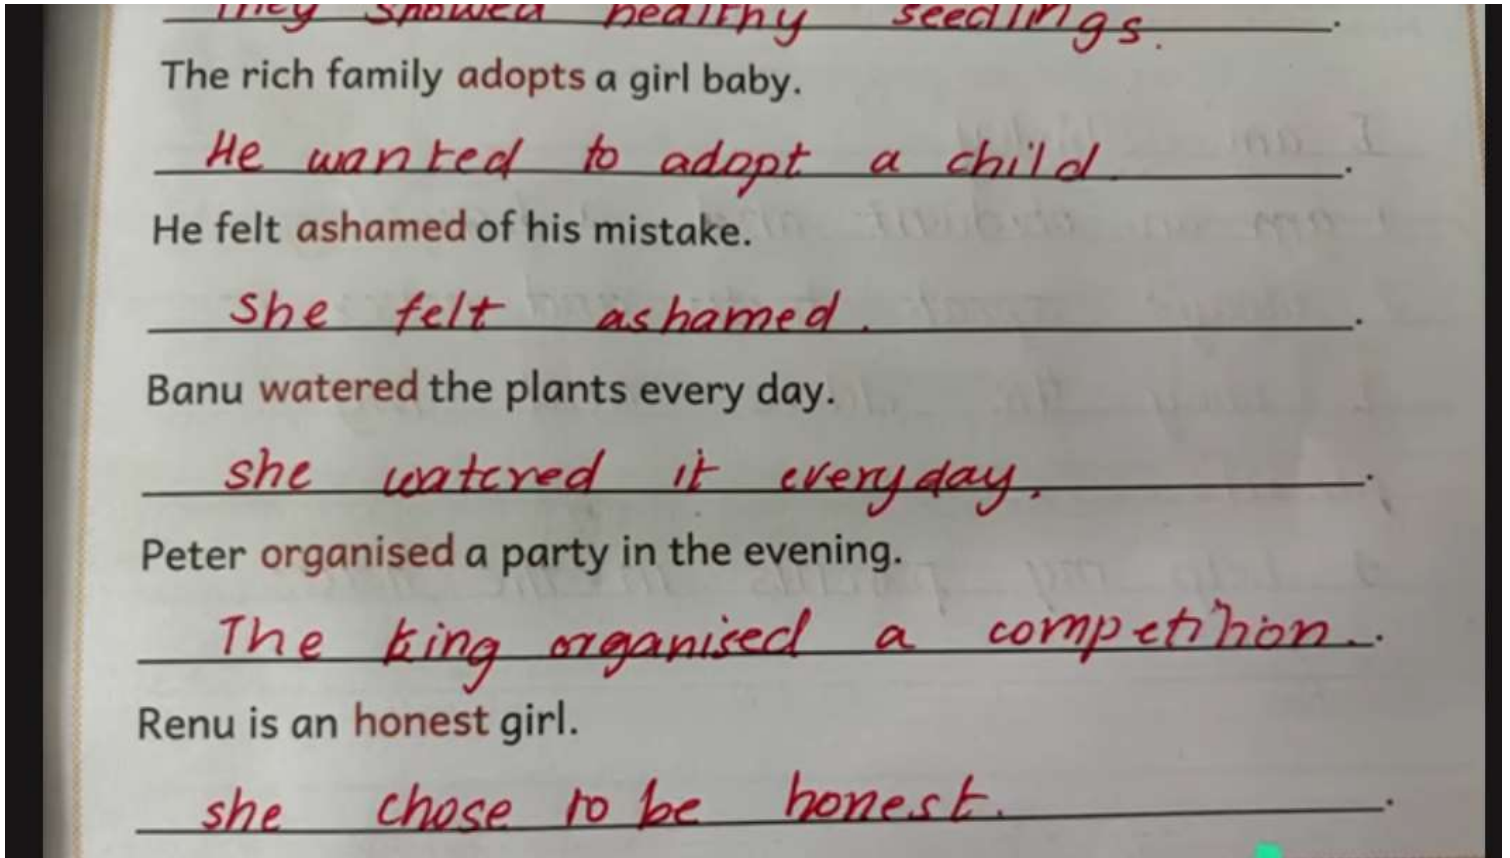 They showed healthy seedlings.
The rich family adopts a girl baby.
He wanted to adopt a child.
He felt ashamed of his mistake.
She felt ashamed.
Banu watered the plants every day.
she watered it everyday.
Peter organised a party in the evening.
The king organised a competition.
Renu is an honest girl.
she chose to be honest.